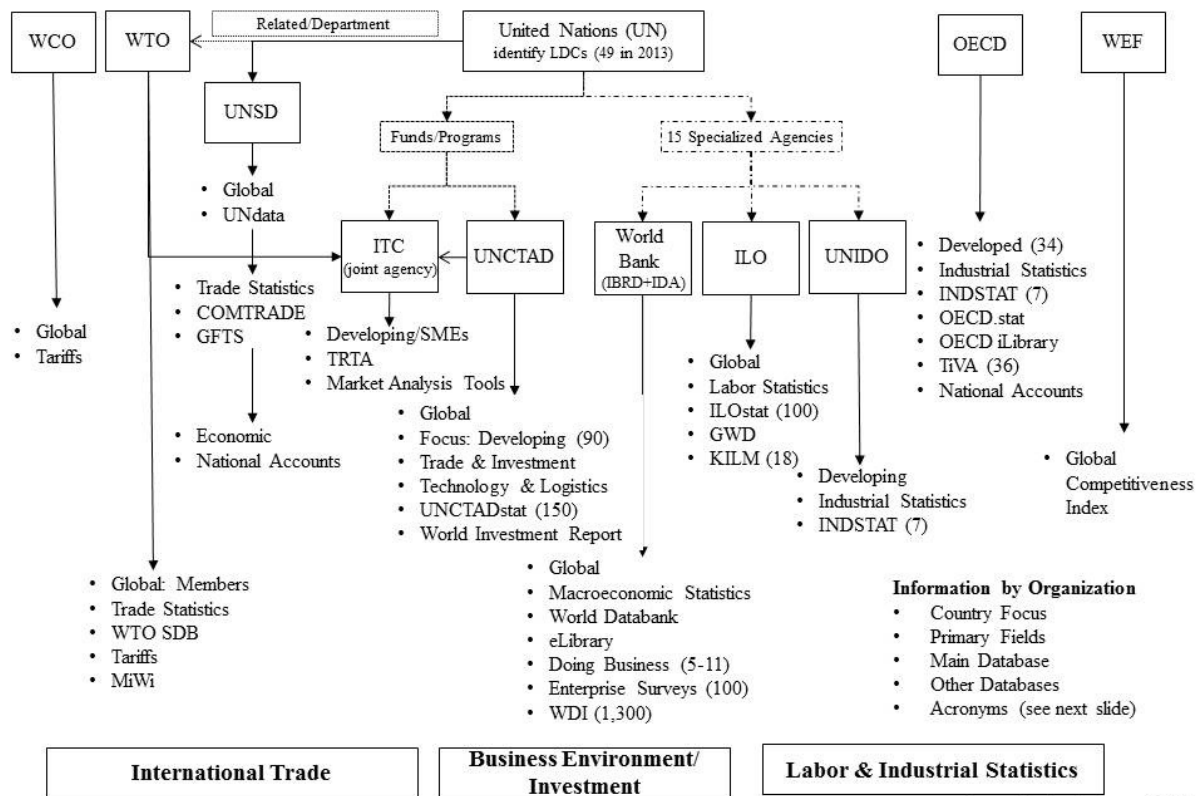 Related/Department
WCO
WTO
United Nations (UN)
identify LDCs (49 in 2013)
OECD
WEF
UNSD
Funds/Programs
15 Specialized Agencies
• Global
• UNdata
ITC
(joint agency)
UNCTAD
World
Bank
(IBRD+IDA)
ILO
UNIDO
• Trade Statistics
• COMTRADE
• GFTS
• Economic
• National Accounts
• Global
• Tariffs
• Developing/SMEs
• TRTA
• Market Analysis Tools
• Global
• Focus: Developing (90)
• Trade & Investment
• Technology & Logistics
• UNCTADstat (150)
• World Investment Report
• Global
• Labor Statistics
• ILOstat (100)
• GWD
• KILM (18)
• Developing
• Industrial Statistics
• INDSTAT (7)
• Developed (34)
• Industrial Statistics
• INDSTAT (7)
• OECD.stat
• OECD iLibrary
• TiVA (36)
• National Accounts
• Global
Competitiveness
Index
• Global: Members
• Trade Statistics
• WTO SDB
• Tariffs
• MiWi
• Global
• Macroeconomic Statistics
• World Databank
• eLibrary
• Doing Business (5-11)
• Enterprise Surveys (100)
• WDI (1,300)
Information by Organization
• Country Focus
• Primary Fields
• Main Database
• Other Databases
• Acronyms (see next slide)
International Trade
Business Environment/
Investment
Labor & Industrial Statistics